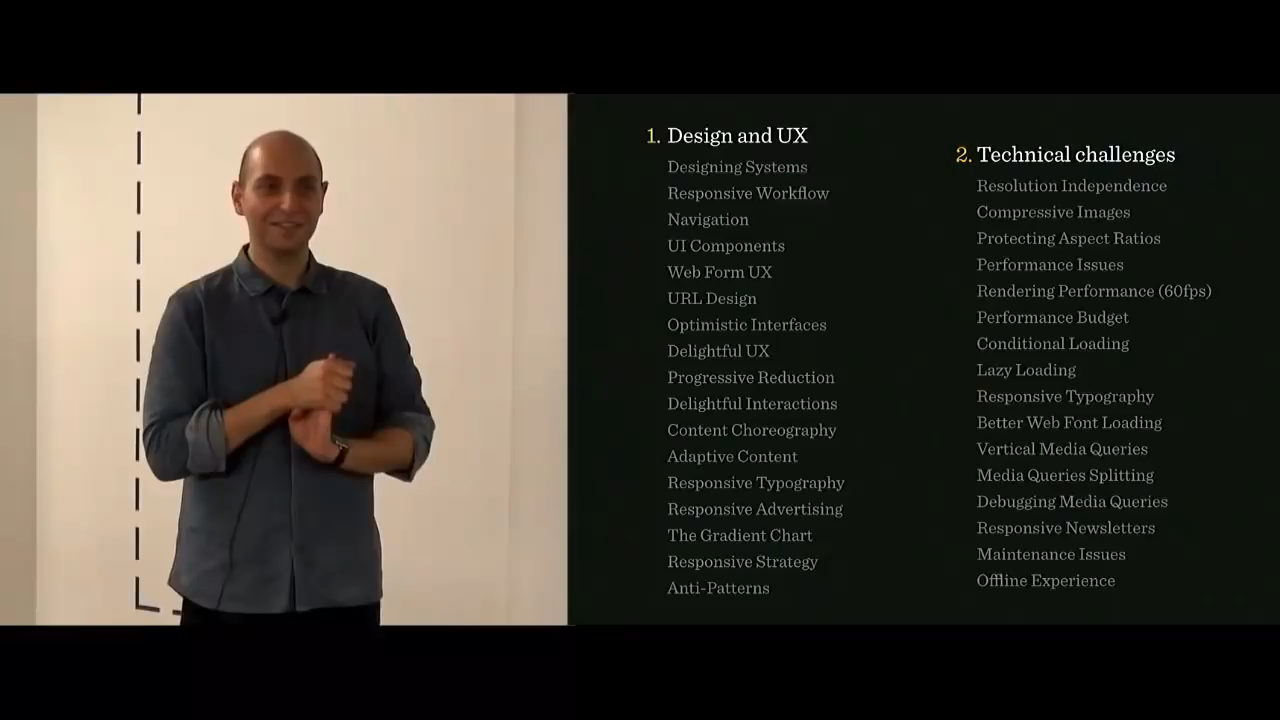 1. Design and UX
Designing Systems
Responsive Workflow
Navigation
UI Components
Web Form UX
URL Design
Optimistic Interfaces
Delightful UX
Progressive Reduction
Delightful Interactions
Content Choreography
Adaptive Content
Responsive Typography
Responsive Advertising
The Gradient Chart
Responsive Strategy
Anti-Patterns
2. Technical challenges
Resolution Independence
Compressive Images
Protecting Aspect Ratios
Performance Issues
Rendering Performance (60fps)
Performance Budget
Conditional Loading
Lazy Loading
Responsive Typography
Better Web Font Loading
Vertical Media Queries
Media Queries Splitting
Debugging Media Queries
Responsive Newsletters
Maintenance Issues
Offline Experience